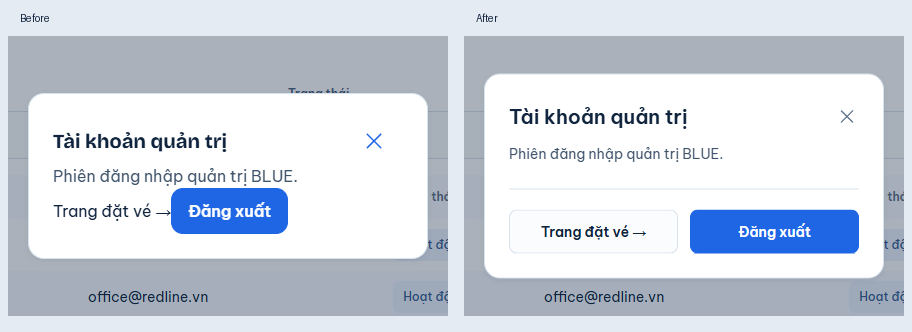 Before
After
Trạng thái
Tài khoản quản trị
Phiên đăng nhập quản trị BLUE.
Trang đặt vé → Đăng xuất
office@redline.vn
Hoạt độ
Tài khoản quản trị
Phiên đăng nhập quản trị BLUE.
Trang đặt vé → Đăng xuất
office@redline.vn
Hoạt độ